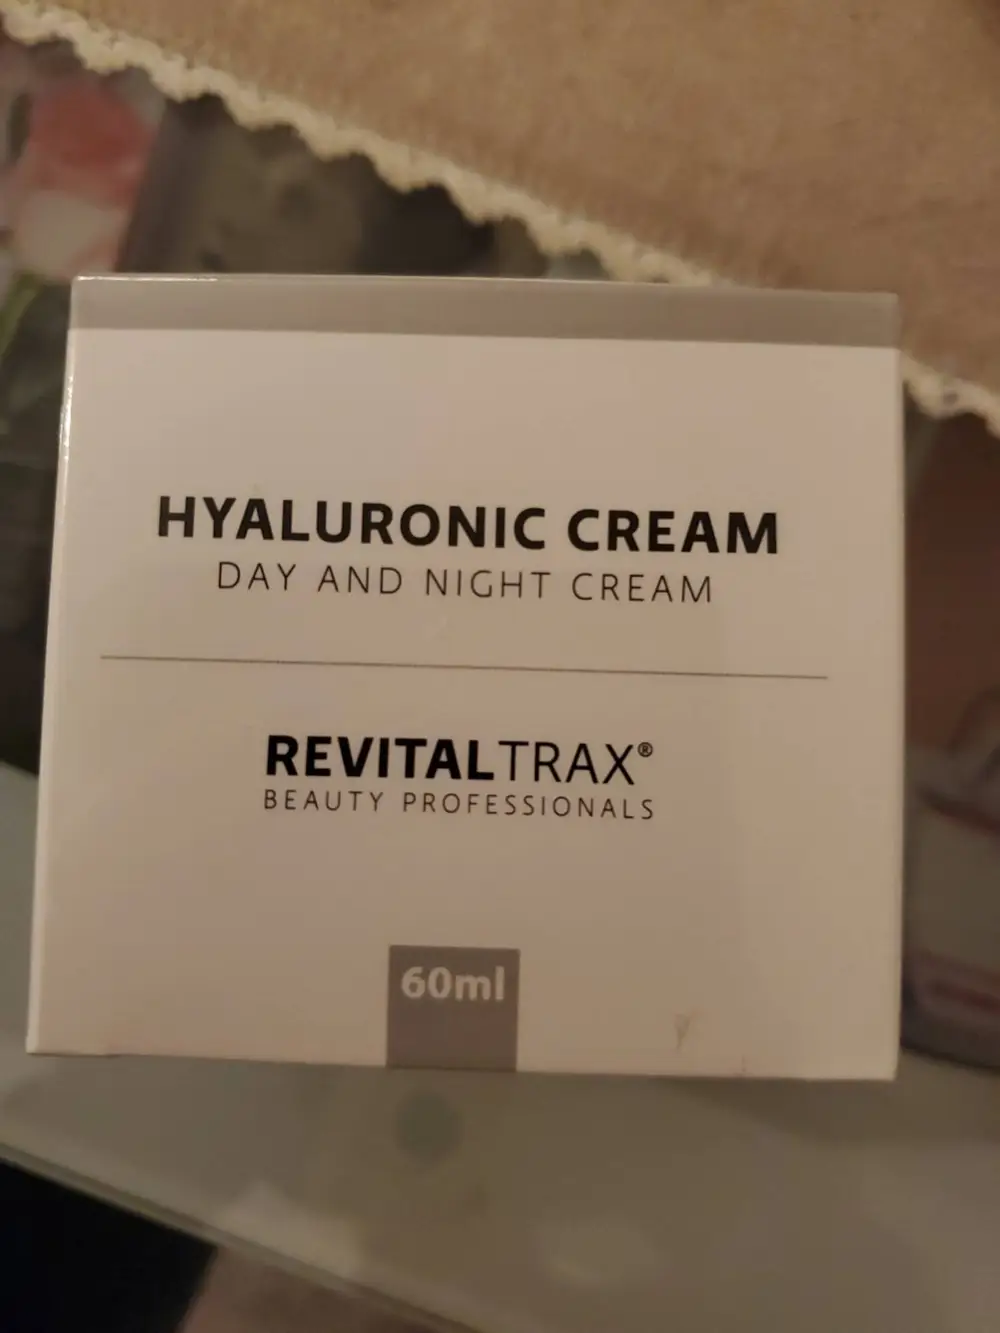 HYALURONIC CREAM
DAY AND NIGHT CREAM
REVITALTRAX®
BEAUTY PROFESSIONALS
60ml